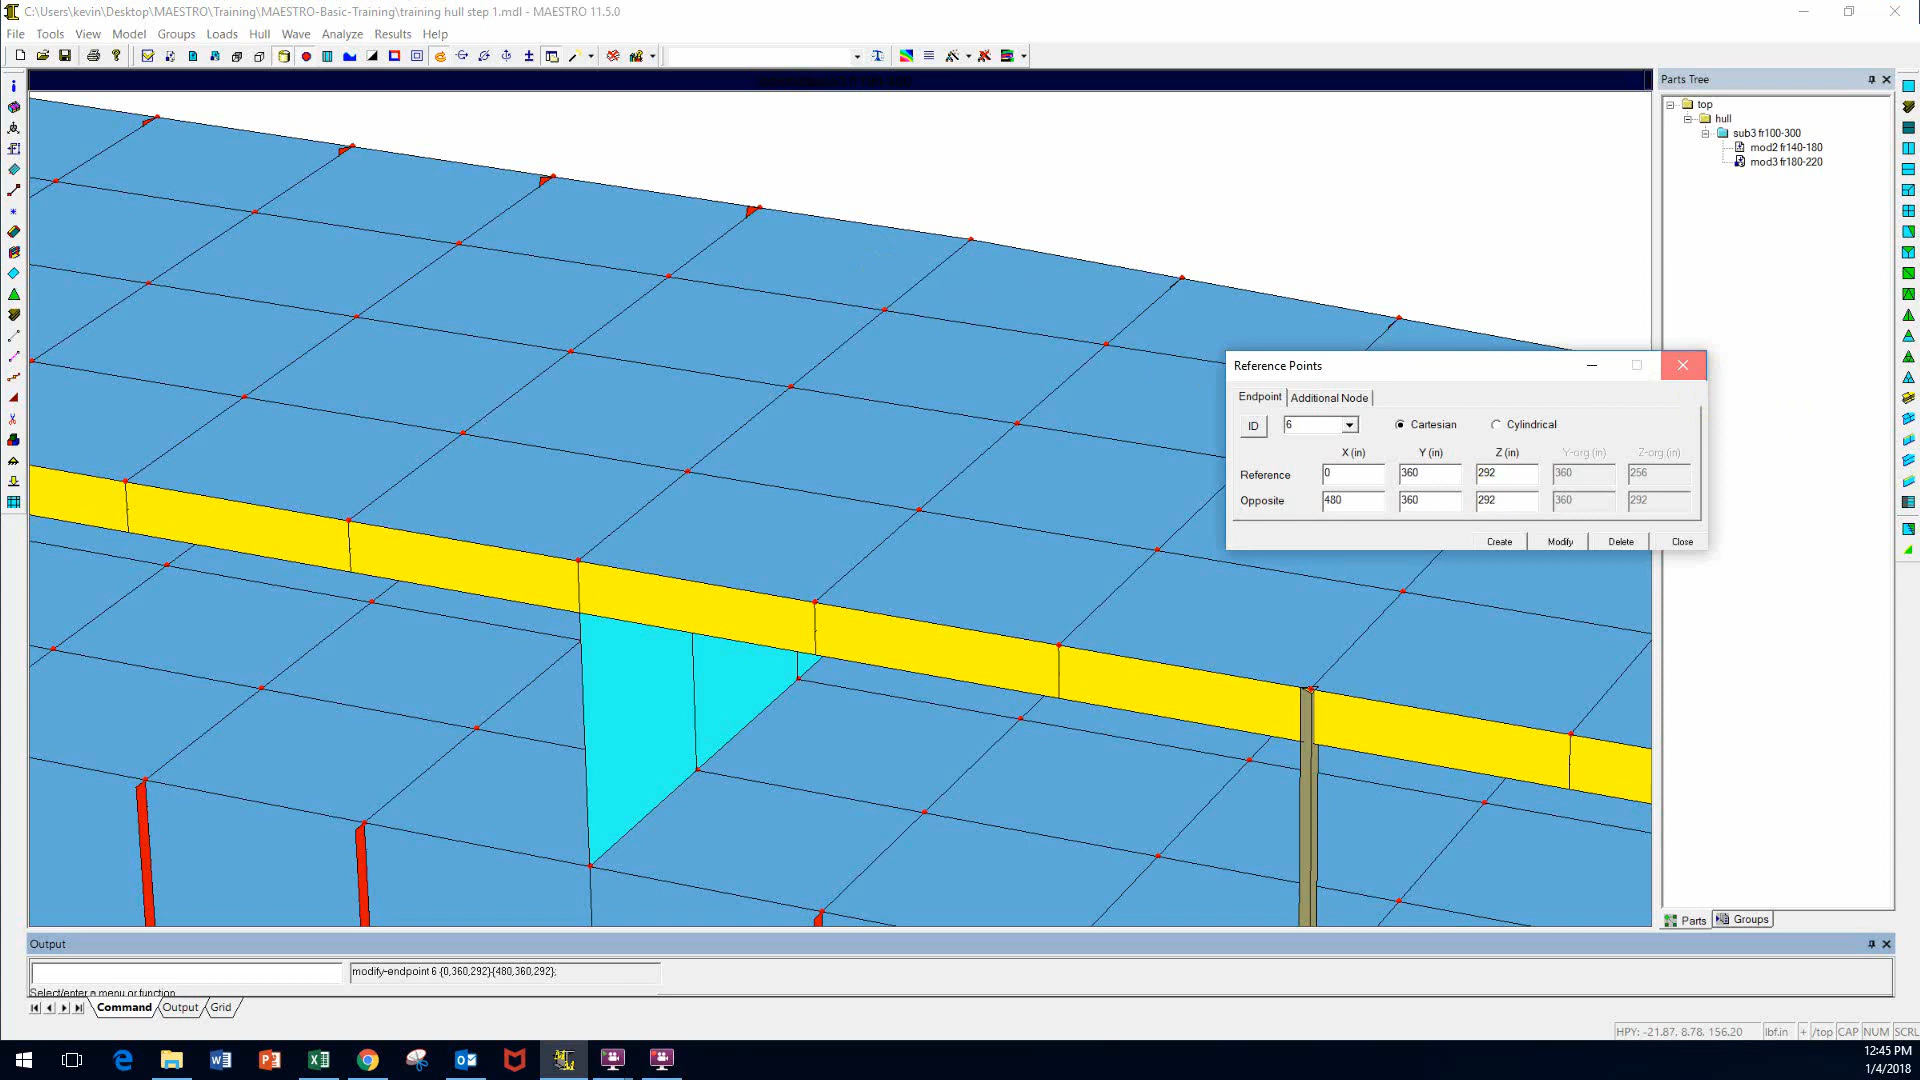 C:\Users\kevin\Desktop\MAESTRO\Training\MAESTRO-Basic-Training\training hull step 1.mdl - MAESTRO 11.5.0
File Tools View Model Groups Loads Hull Wave Analyze Results Help
Parts Tree
top
hull
sub3 fr100-300
mod2 fr140-180
mod3 fr180-220
Reference Points
Endpoint Additional Node
ID 6 Cartesian Cylindrical
X (in) Y (in) Z (in) Y-org (in) Z-org (in)
Reference 0 360 292 360 256
Opposite 480 360 292 360 292
Create Modify Delete Close
Parts Groups
Output
modify-endpoint 6 {0,360,292}{480,360,292};
Select/enter a menu or function
Command Output Grid
HPY: -21.87. 8.78. 156.20 lbf.in + /top CAP NUM SCRL
12:45 PM
1/4/2018